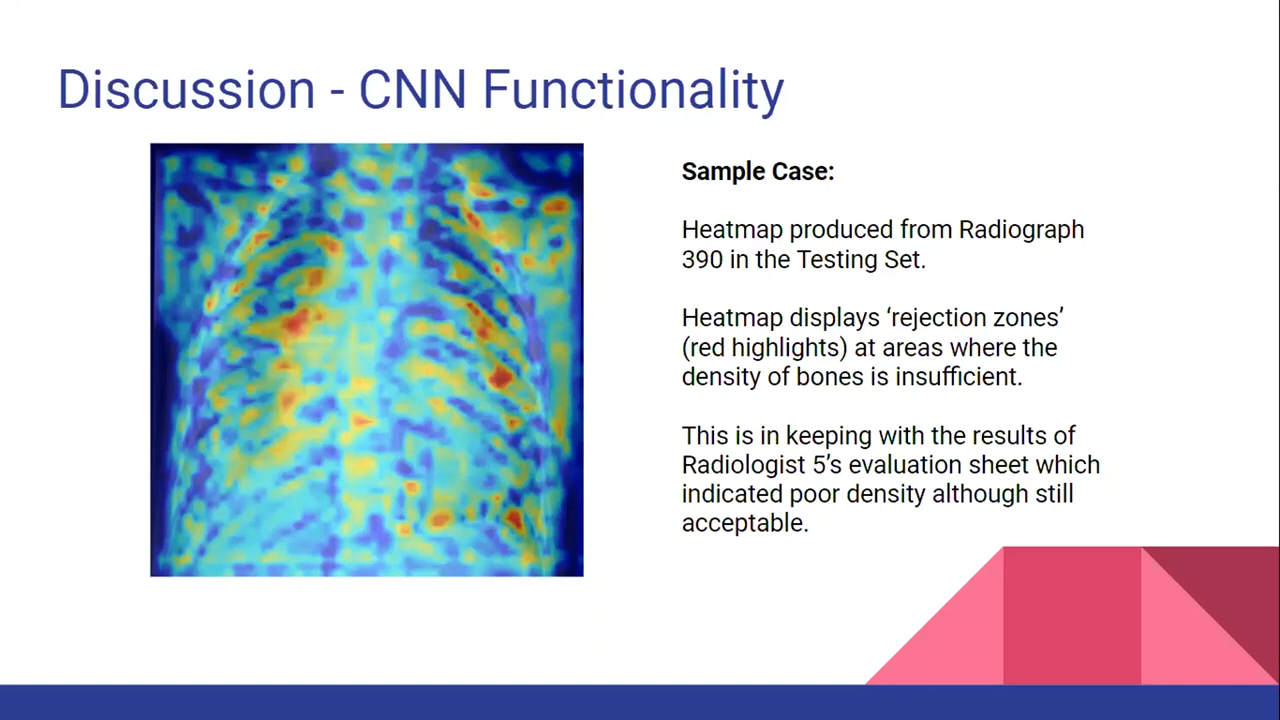 Discussion - CNN Functionality
Sample Case:
Heatmap produced from Radiograph
390 in the Testing Set.
Heatmap displays ‘rejection zones’
(red highlights) at areas where the
density of bones is insufficient.
This is in keeping with the results of
Radiologist 5’s evaluation sheet which
indicated poor density although still
acceptable.